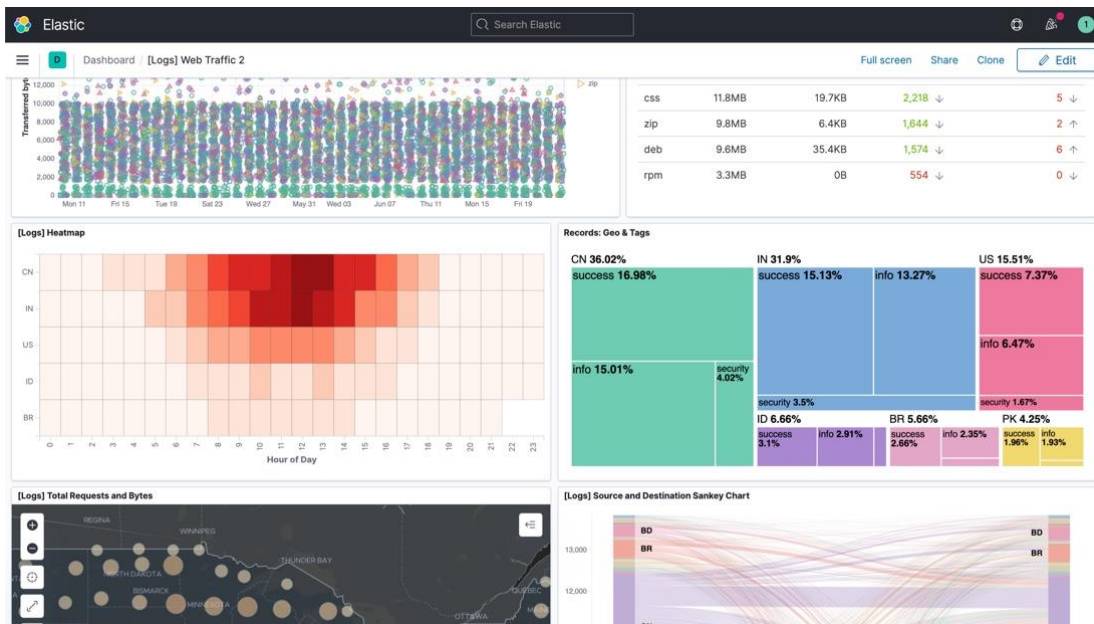 Elastic
Search Elastic
1
D
Dashboard / [Logs] Web Traffic 2
Full screen
Share
Clone
Edit
Transferred byt
12,000
10,000
8,000
6,000
4,000
2,000
0
Mon 11 Fri 15 Tue 19 Sat 23 Wed 27 May 31 Wed 03 Jun 07 Thu 11 Mon 15 Fri 19
zip
css 11.8MB 19.7KB 2,218 ↓ 5 ↓
zip 9.8MB 6.4KB 1,644 ↓ 2 ↑
deb 9.6MB 35.4KB 1,574 ↓ 6 ↑
rpm 3.3MB 0B 554 ↓ 0 ↓
[Logs] Heatmap
CN
IN
US
ID
BR
0 1 2 3 4 5 6 7 8 9 10 11 12 13 14 15 16 17 18 19 20 21 22 23
Hour of Day
Records: Geo & Tags
CN 36.02%
success 16.98%
info 15.01%
security
4.02%
IN 31.9%
success 15.13%
info 13.27%
security 3.5%
US 15.51%
success 7.37%
info 6.47%
security 1.67%
ID 6.66%
success
3.1%
info 2.91%
BR 5.66%
success
2.66%
info 2.35%
PK 4.25%
success
1.96%
info
1.93%
[Logs] Total Requests and Bytes
REGINA
WINNIPEG
THUNDER BAY
NORTH DAKOTA
BISMARCK
MINNESOTA
OTTAWA
QUEBEC
[Logs] Source and Destination Sankey Chart
13,000
12,000
BD
BR
BD
BR